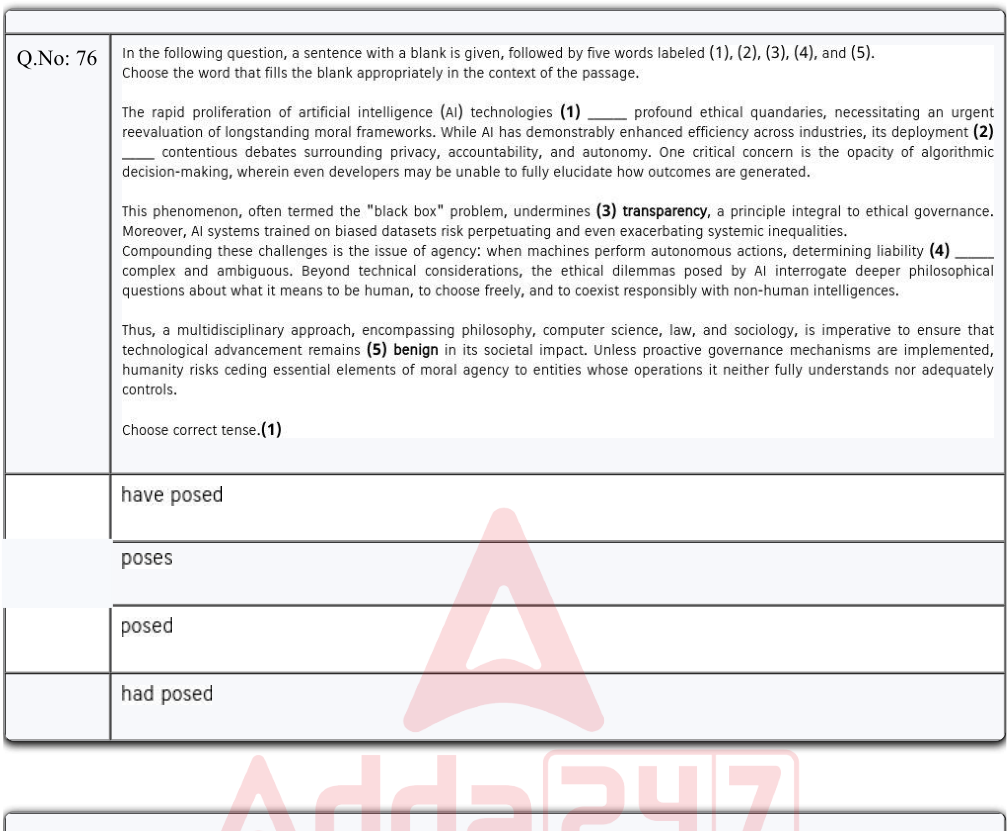 Q.No: 76
In the following question, a sentence with a blank is given, followed by five words labeled (1), (2), (3), (4), and (5).
Choose the word that fills the blank appropriately in the context of the passage.
The rapid proliferation of artificial intelligence (AI) technologies (1) _____ profound ethical quandaries, necessitating an urgent
reevaluation of longstanding moral frameworks. While AI has demonstrably enhanced efficiency across industries, its deployment (2)
_____ contentious debates surrounding privacy, accountability, and autonomy. One critical concern is the opacity of algorithmic
decision-making, wherein even developers may be unable to fully elucidate how outcomes are generated.
This phenomenon, often termed the "black box" problem, undermines (3) transparency, a principle integral to ethical governance.
Moreover, AI systems trained on biased datasets risk perpetuating and even exacerbating systemic inequalities.
Compounding these challenges is the issue of agency: when machines perform autonomous actions, determining liability (4) _____
complex and ambiguous. Beyond technical considerations, the ethical dilemmas posed by AI interrogate deeper philosophical
questions about what it means to be human, to choose freely, and to coexist responsibly with non-human intelligences.
Thus, a multidisciplinary approach, encompassing philosophy, computer science, law, and sociology, is imperative to ensure that
technological advancement remains (5) benign in its societal impact. Unless proactive governance mechanisms are implemented,
humanity risks ceding essential elements of moral agency to entities whose operations it neither fully understands nor adequately
controls.
Choose correct tense.(1)
have posed
poses
posed
had posed
Adda247